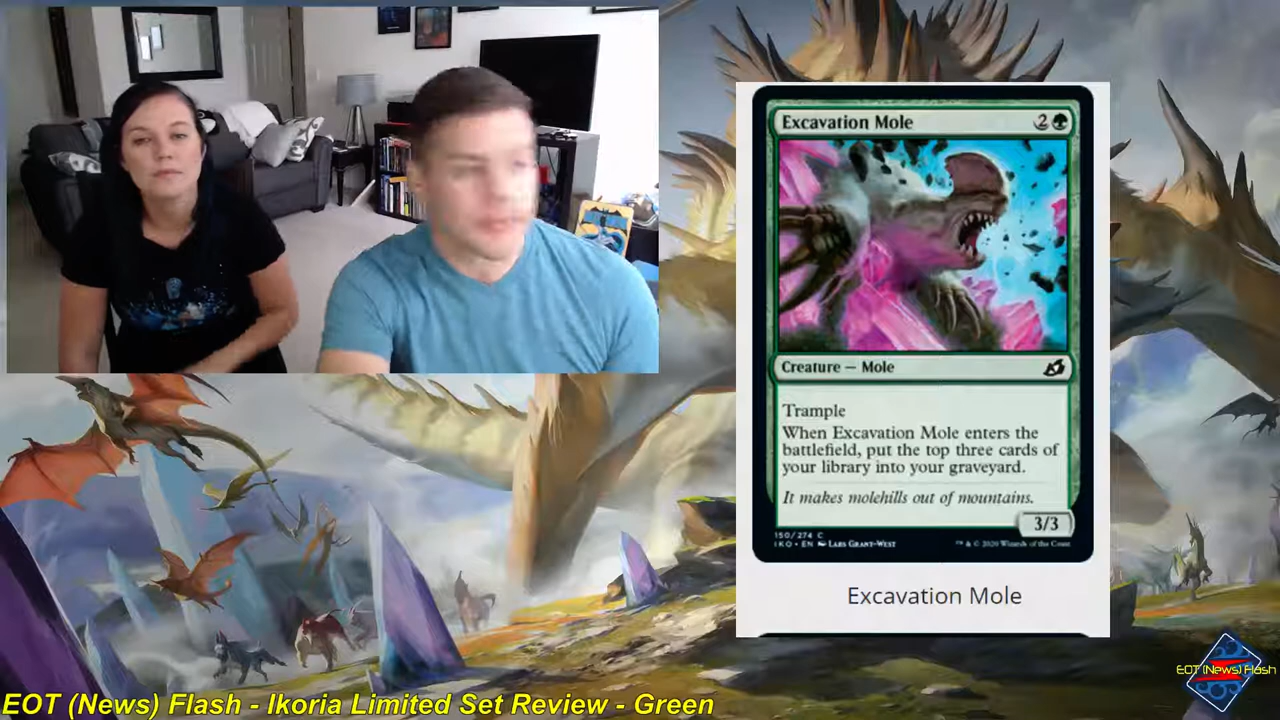 Excavation Mole 2
Creature — Mole
Trample
When Excavation Mole enters the
battlefield, put the top three cards of
your library into your graveyard.
It makes molehills out of mountains.
3/3
150/274 C
IKO • EN Lars Grant-West
™ & © 2020 Wizards of the Coast
Excavation Mole
EOT (News) Flash
EOT (News) Flash - Ikoria Limited Set Review - Green